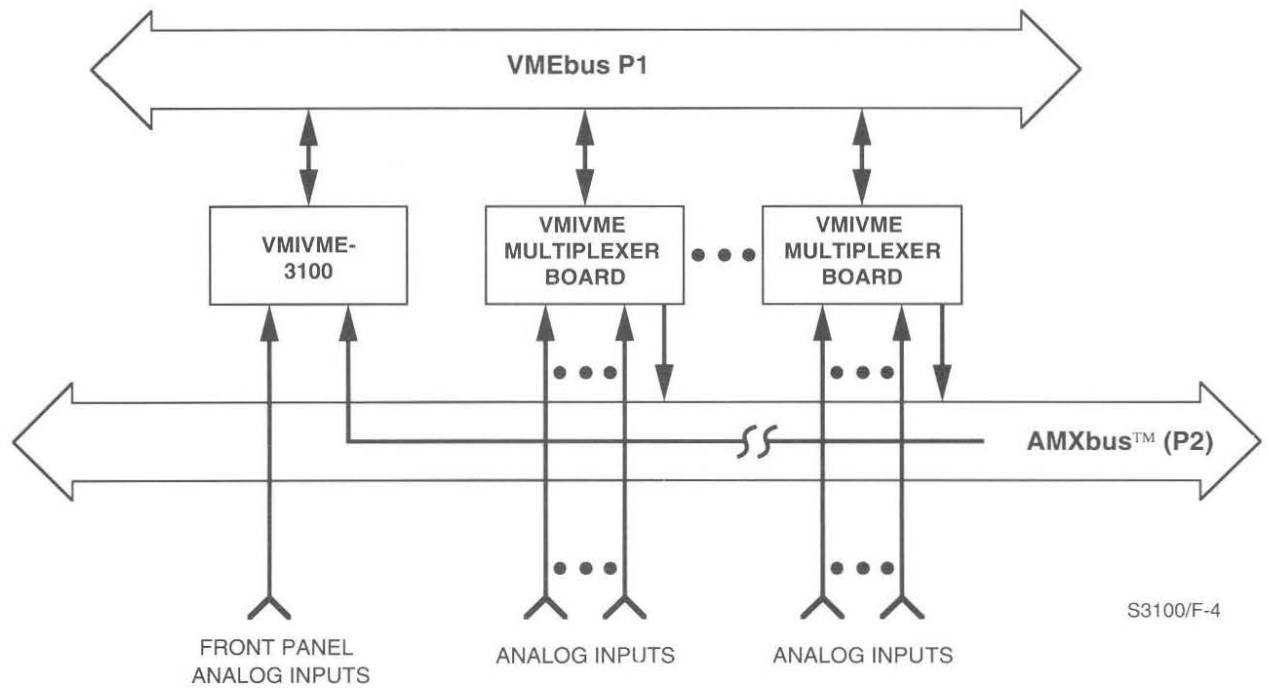 VMEbus P1
VMIVME-
3100
VMIVME
MULTIPLEXER
BOARD
VMIVME
MULTIPLEXER
BOARD
AMXbus™ (P2)
S3100/F-4
FRONT PANEL
ANALOG INPUTS
ANALOG INPUTS
ANALOG INPUTS